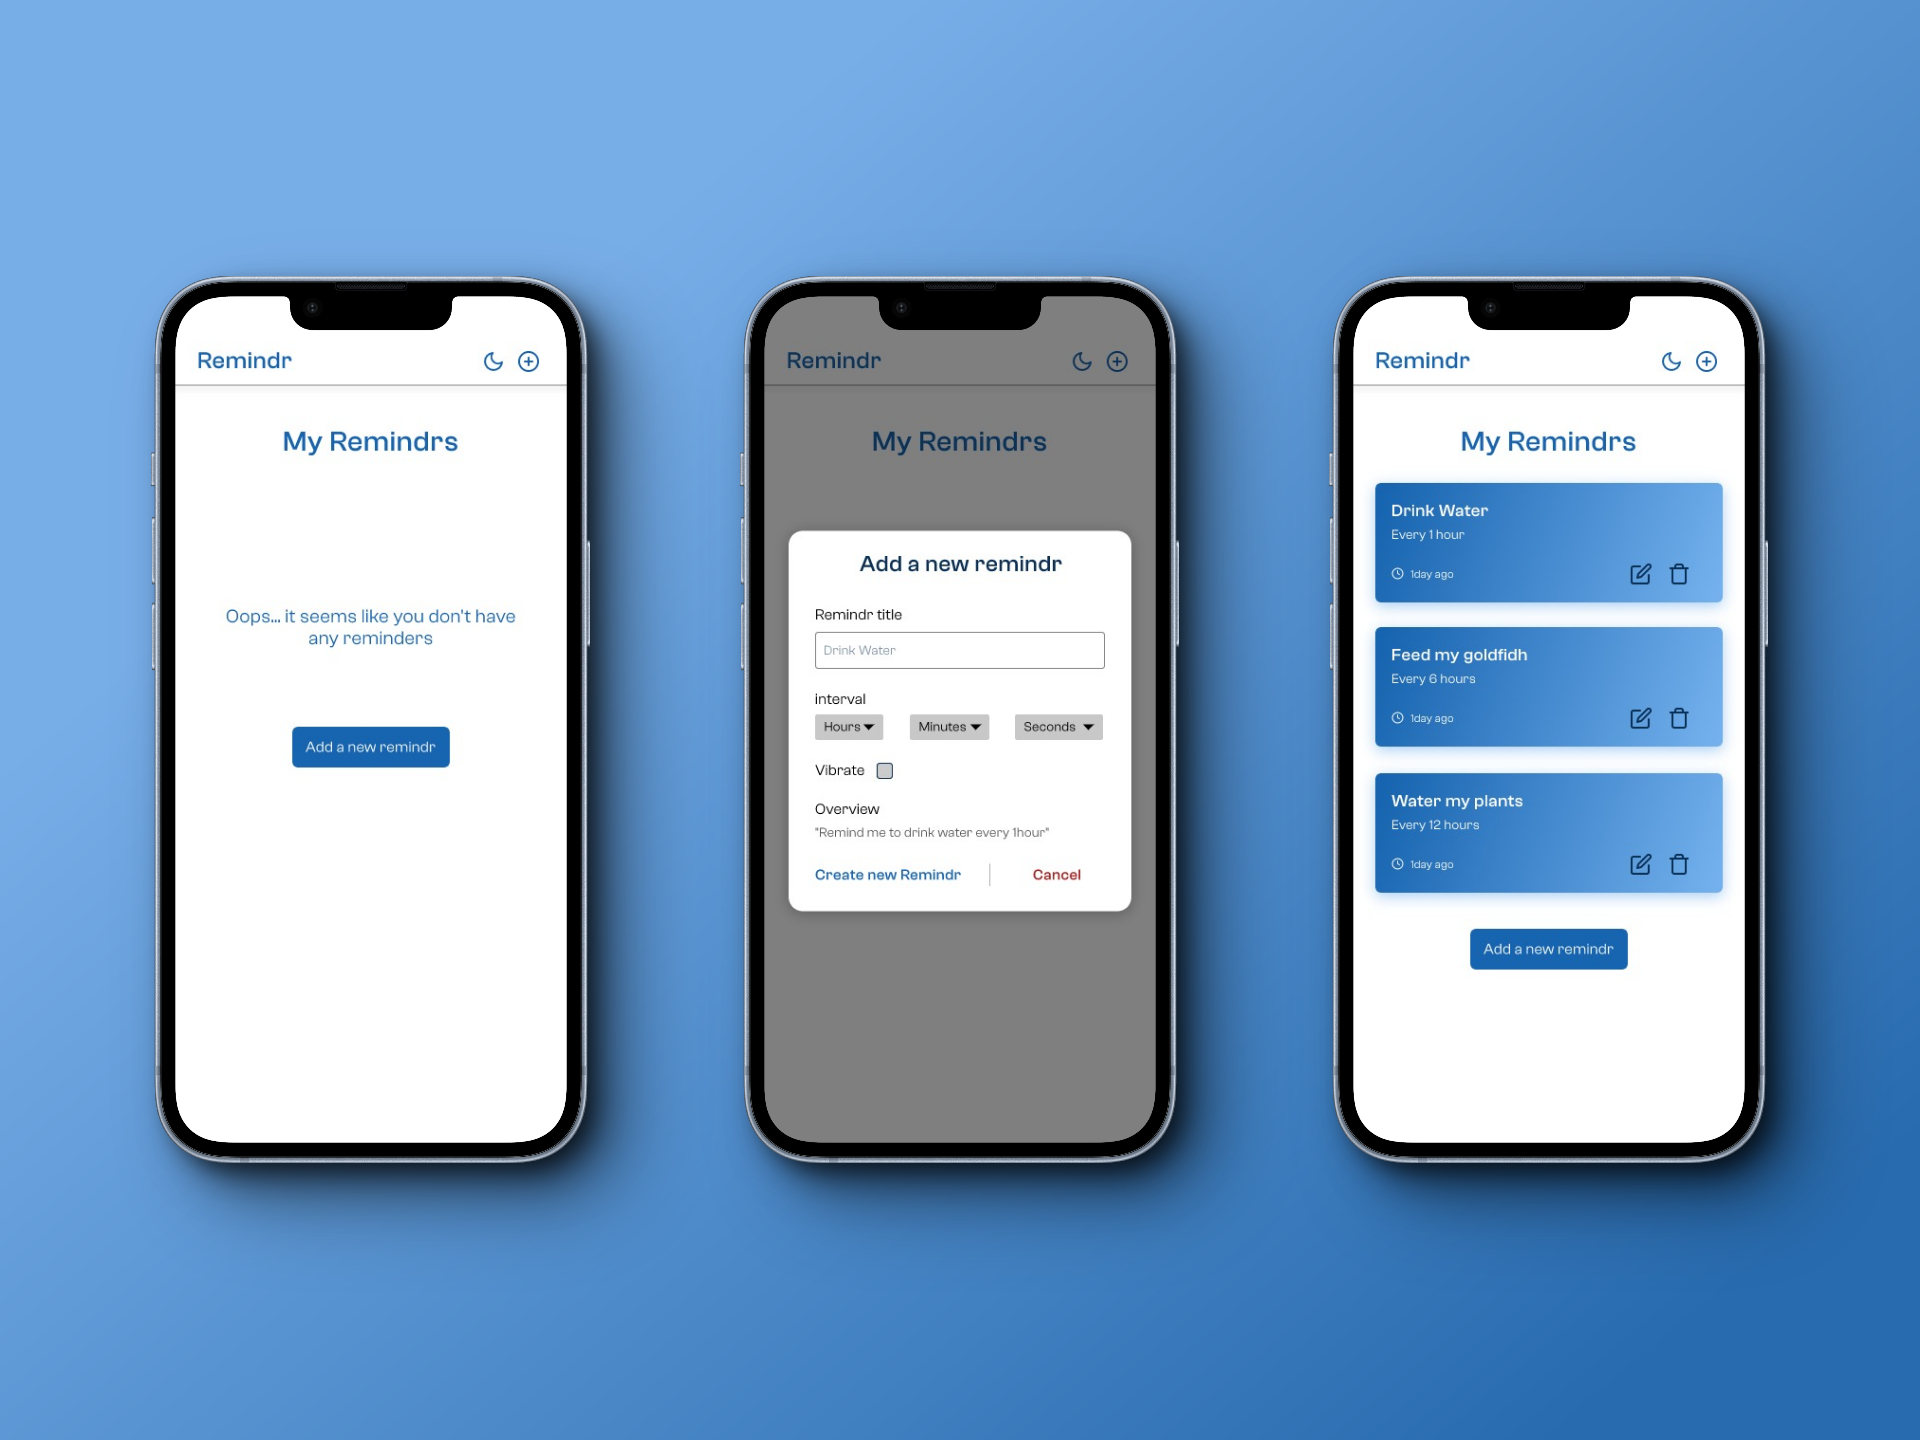 Remindr
My Remindrs
Oops... it seems like you don't have
any reminders
Add a new remindr
Remindr
My Remindrs
Add a new remindr
Remindr title
Drink Water
interval
Hours Minutes Seconds
Vibrate
Overview
"Remind me to drink water every 1hour"
Create new Remindr Cancel
Remindr
My Remindrs
Drink Water
Every 1 hour
1day ago
Feed my goldfidh
Every 6 hours
1day ago
Water my plants
Every 12 hours
1day ago
Add a new remindr